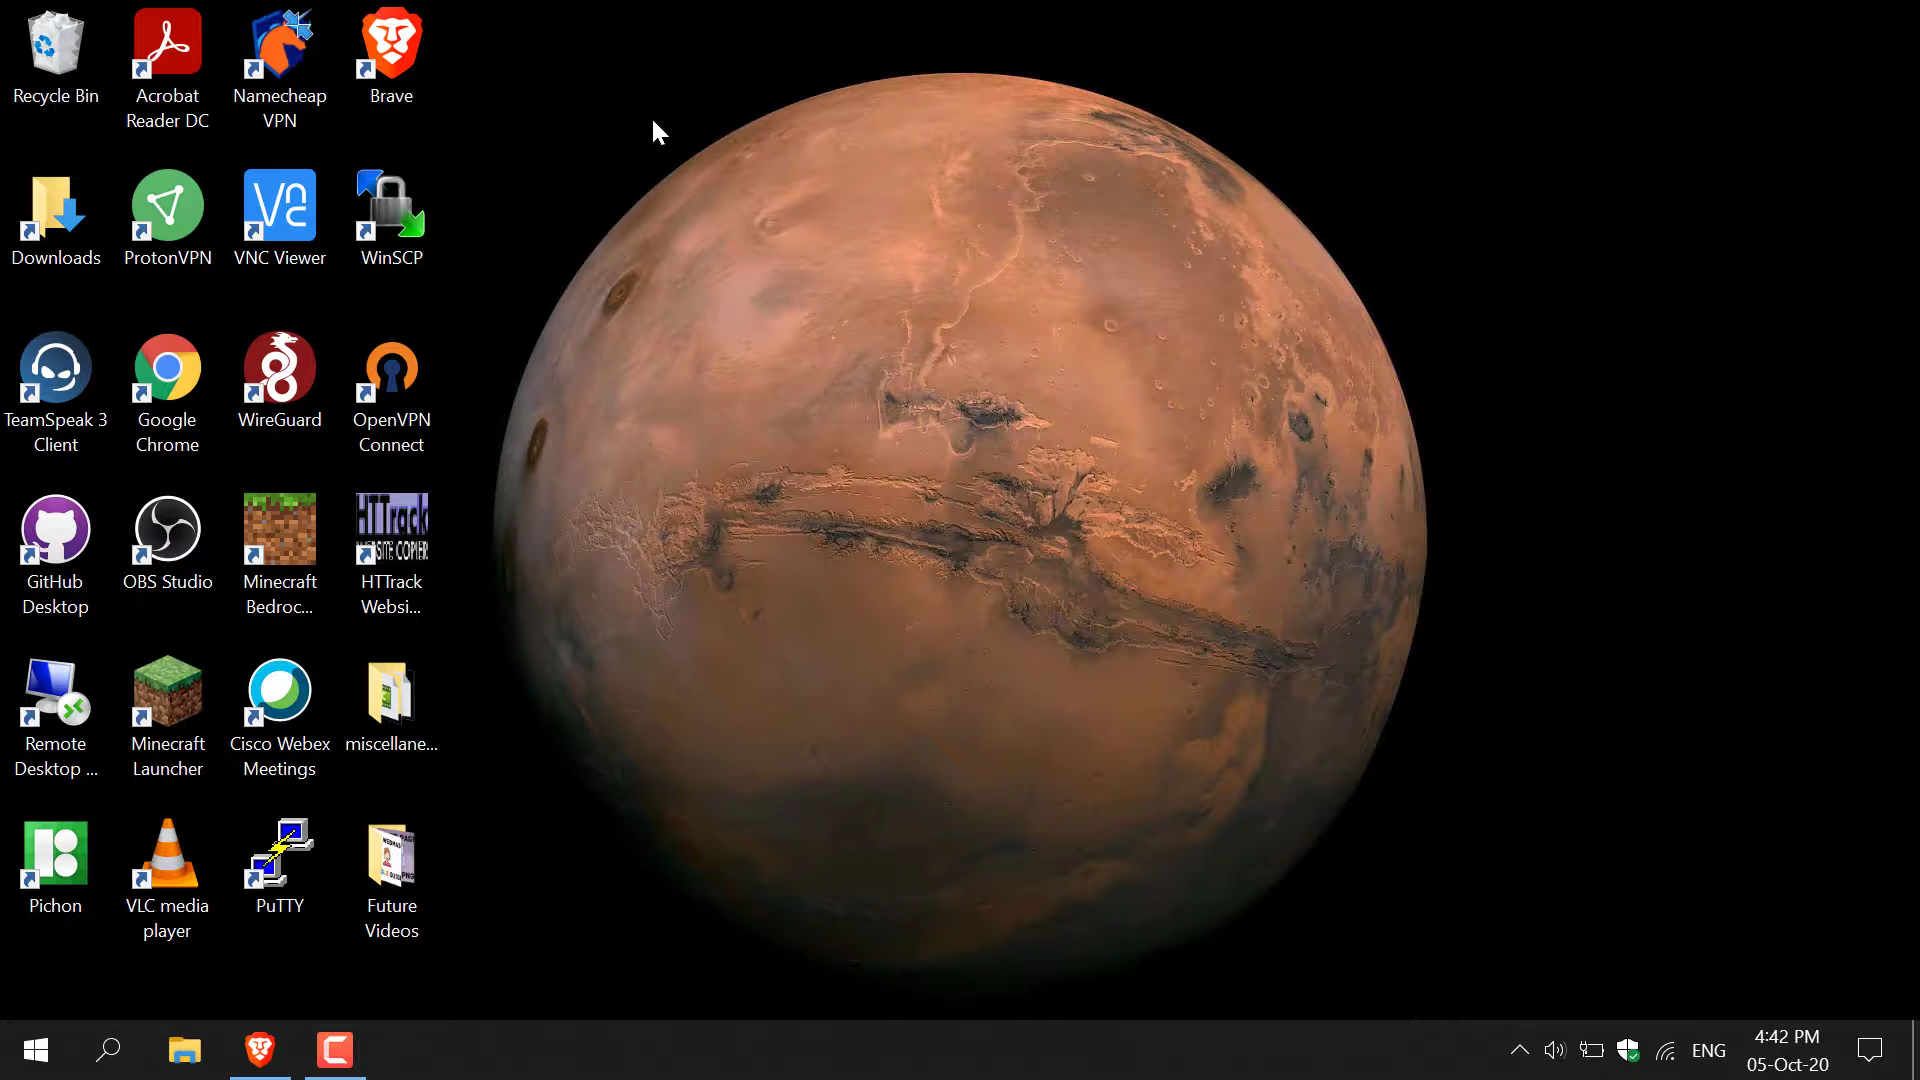 Recycle Bin
Acrobat
Reader DC
Namecheap
VPN
Brave
Downloads
ProtonVPN
VNC Viewer
WinSCP
TeamSpeak 3
Client
Google
Chrome
WireGuard
OpenVPN
Connect
GitHub
Desktop
OBS Studio
Minecraft
Bedroc...
HTTrack
Websi...
Remote
Desktop ...
Minecraft
Launcher
Cisco Webex
Meetings
miscellane...
Pichon
VLC media
player
PuTTY
Future
Videos
ENG
4:42 PM
05-Oct-20